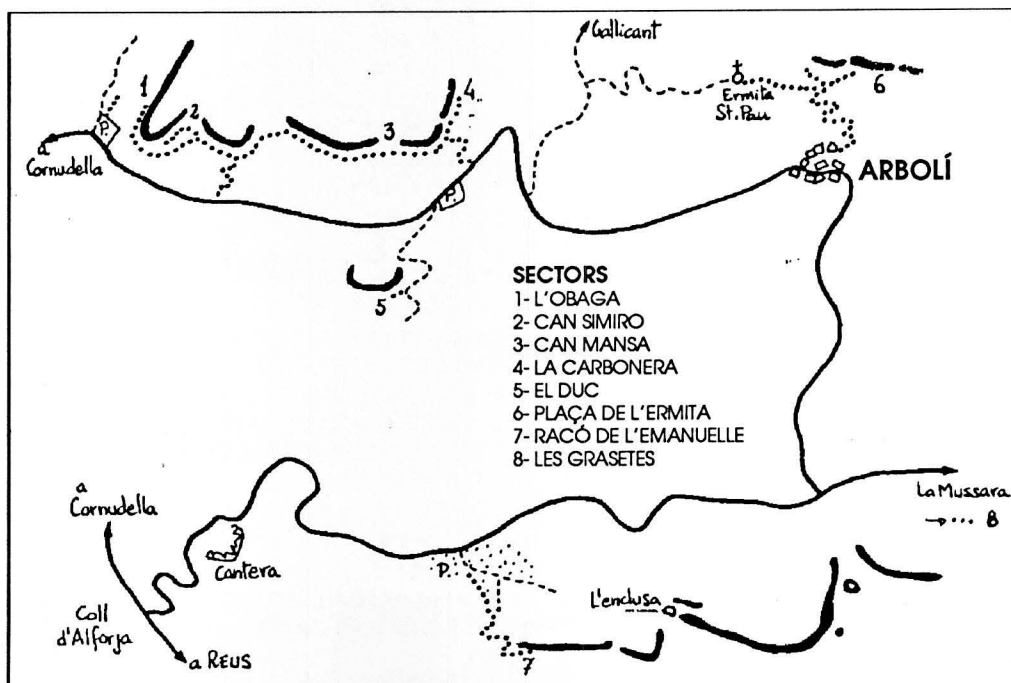 Gallicant
1
4
2
3
6
P.
Ermita
St. Pau
a
Cornudella
ARBOLÍ
P.
5
SECTORS
1- L'OBAGA
2- CAN SIMIRO
3- CAN MANSA
4- LA CARBONERA
5- EL DUC
6- PLAÇA DE L'ERMITA
7- RACÓ DE L'EMANUELLE
8- LES GRASETES
a
Cornudella
La Mussara
8
Cantera
P.
L'enclusa
Coll
d'Alforja
a REUS
7